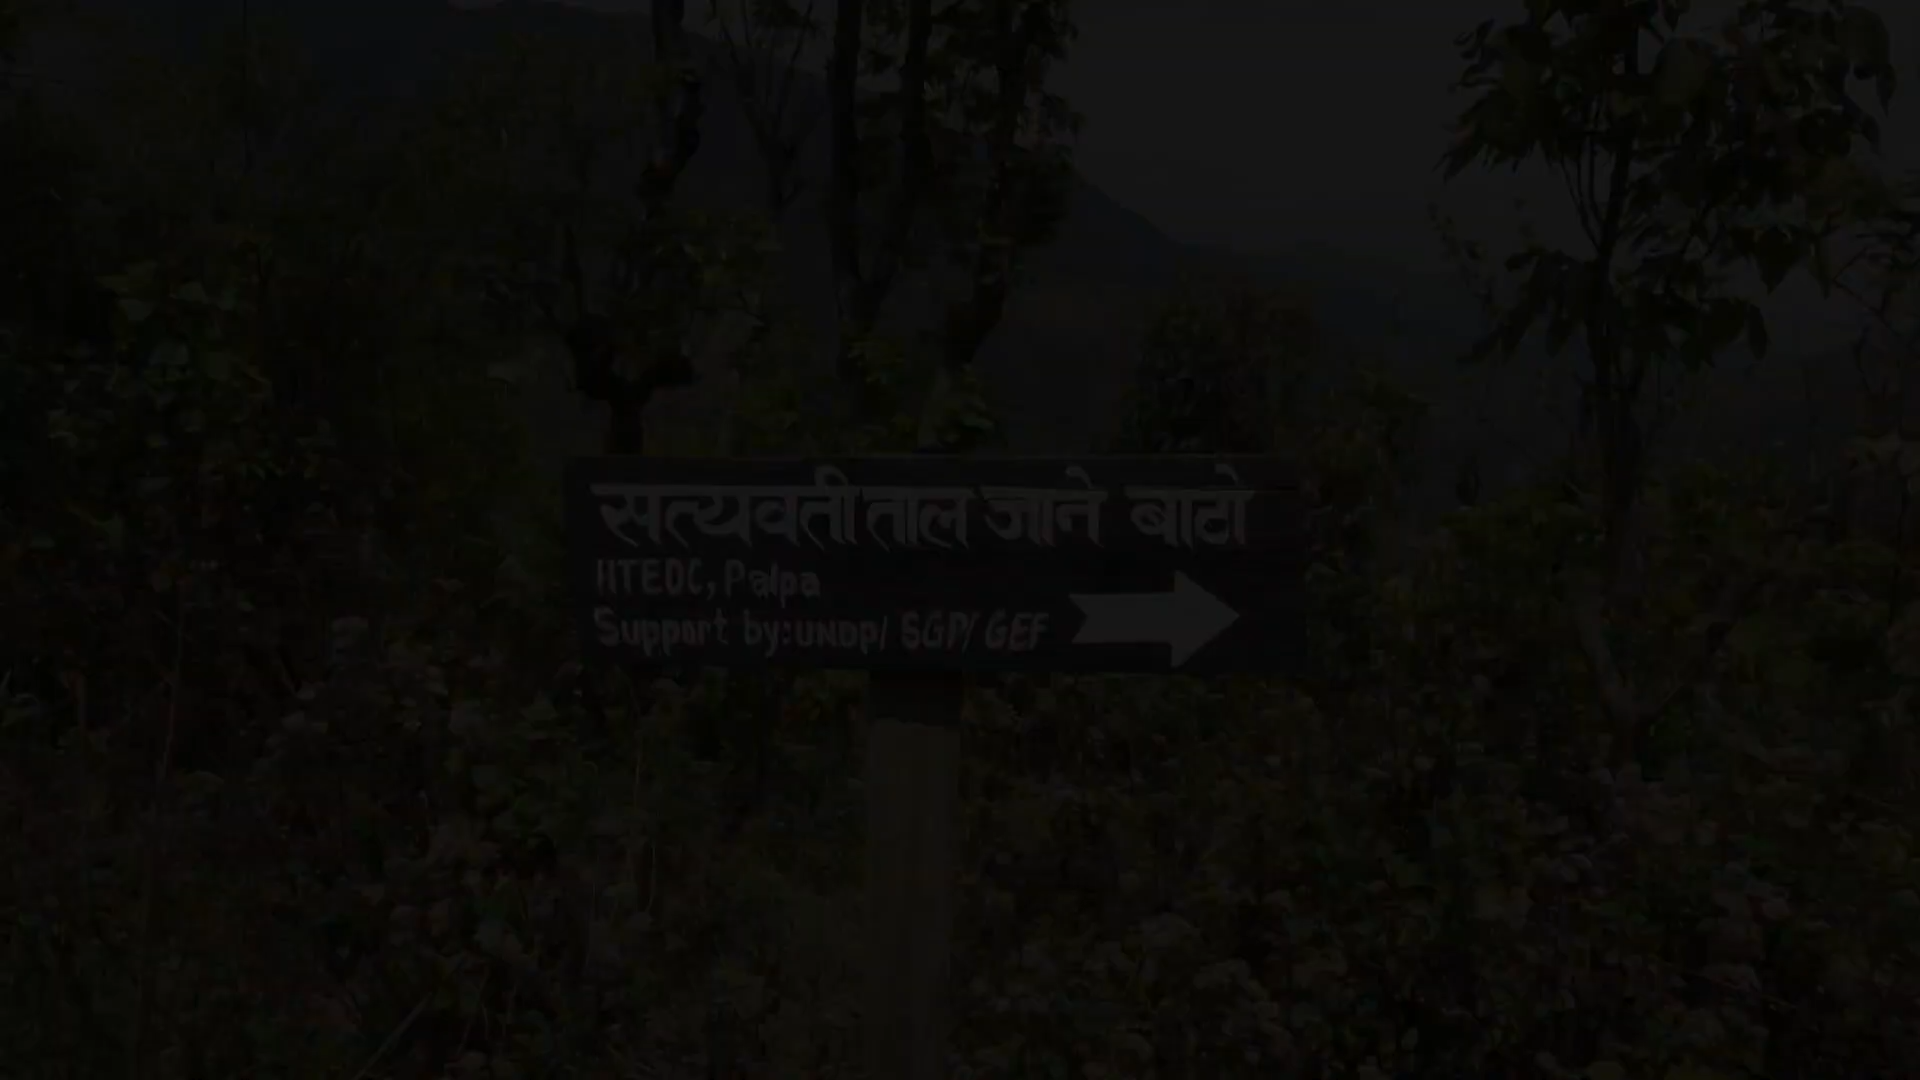 सत्यवती ताल जाने बाटो
IITEDC, Palpa
Support by: UNDP/ SGP/ GEF